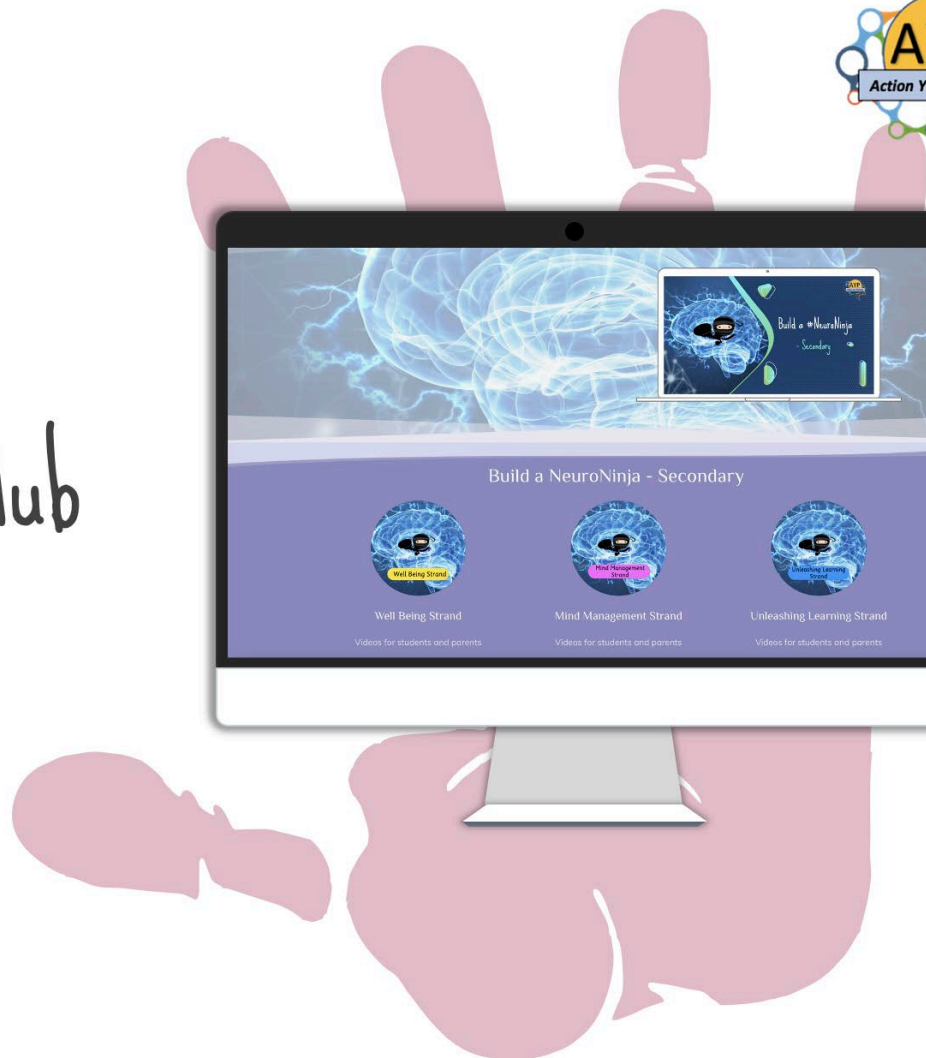 A
Action Y
lub
AYP
Build a #NeuroNinja
- Secondary
Build a NeuroNinja - Secondary
Well Being Strand
Mind Management
Strand
Unleashing Learning
Strand
Well Being Strand
Mind Management Strand
Unleashing Learning Strand
Videos for students and parents
Videos for students and parents
Videos for students and parents